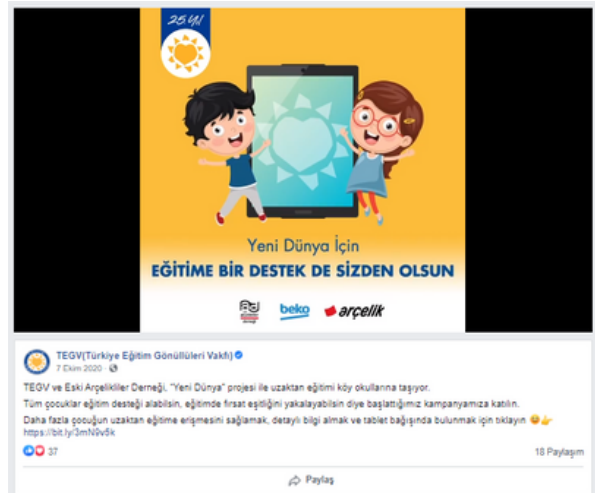 25 Yıl
Yeni Dünya İçin
EĞİTİME BİR DESTEK DE SİZDEN OLSUN
beko
arçelik
TEGV(Türkiye Eğitim Gönüllüleri Vakfı)
7 Ekim 2020 ·
TEGV ve Eski Arçelikliler Derneği, "Yeni Dünya" projesi ile uzaktan eğitimi köy okullarına taşıyor.
Tüm çocuklar eğitim desteği alabilsin, eğitimde fırsat eşitliğini yakalayabilsin diye başlattığımız kampanyamıza katılın.
Daha fazla çocuğun uzaktan eğitime erişmesini sağlamak, detaylı bilgi almak ve tablet bağışında bulunmak için tıklayın 😀👉
https://bit.ly/3mN9v5k
37
18 Paylaşım
Paylaş